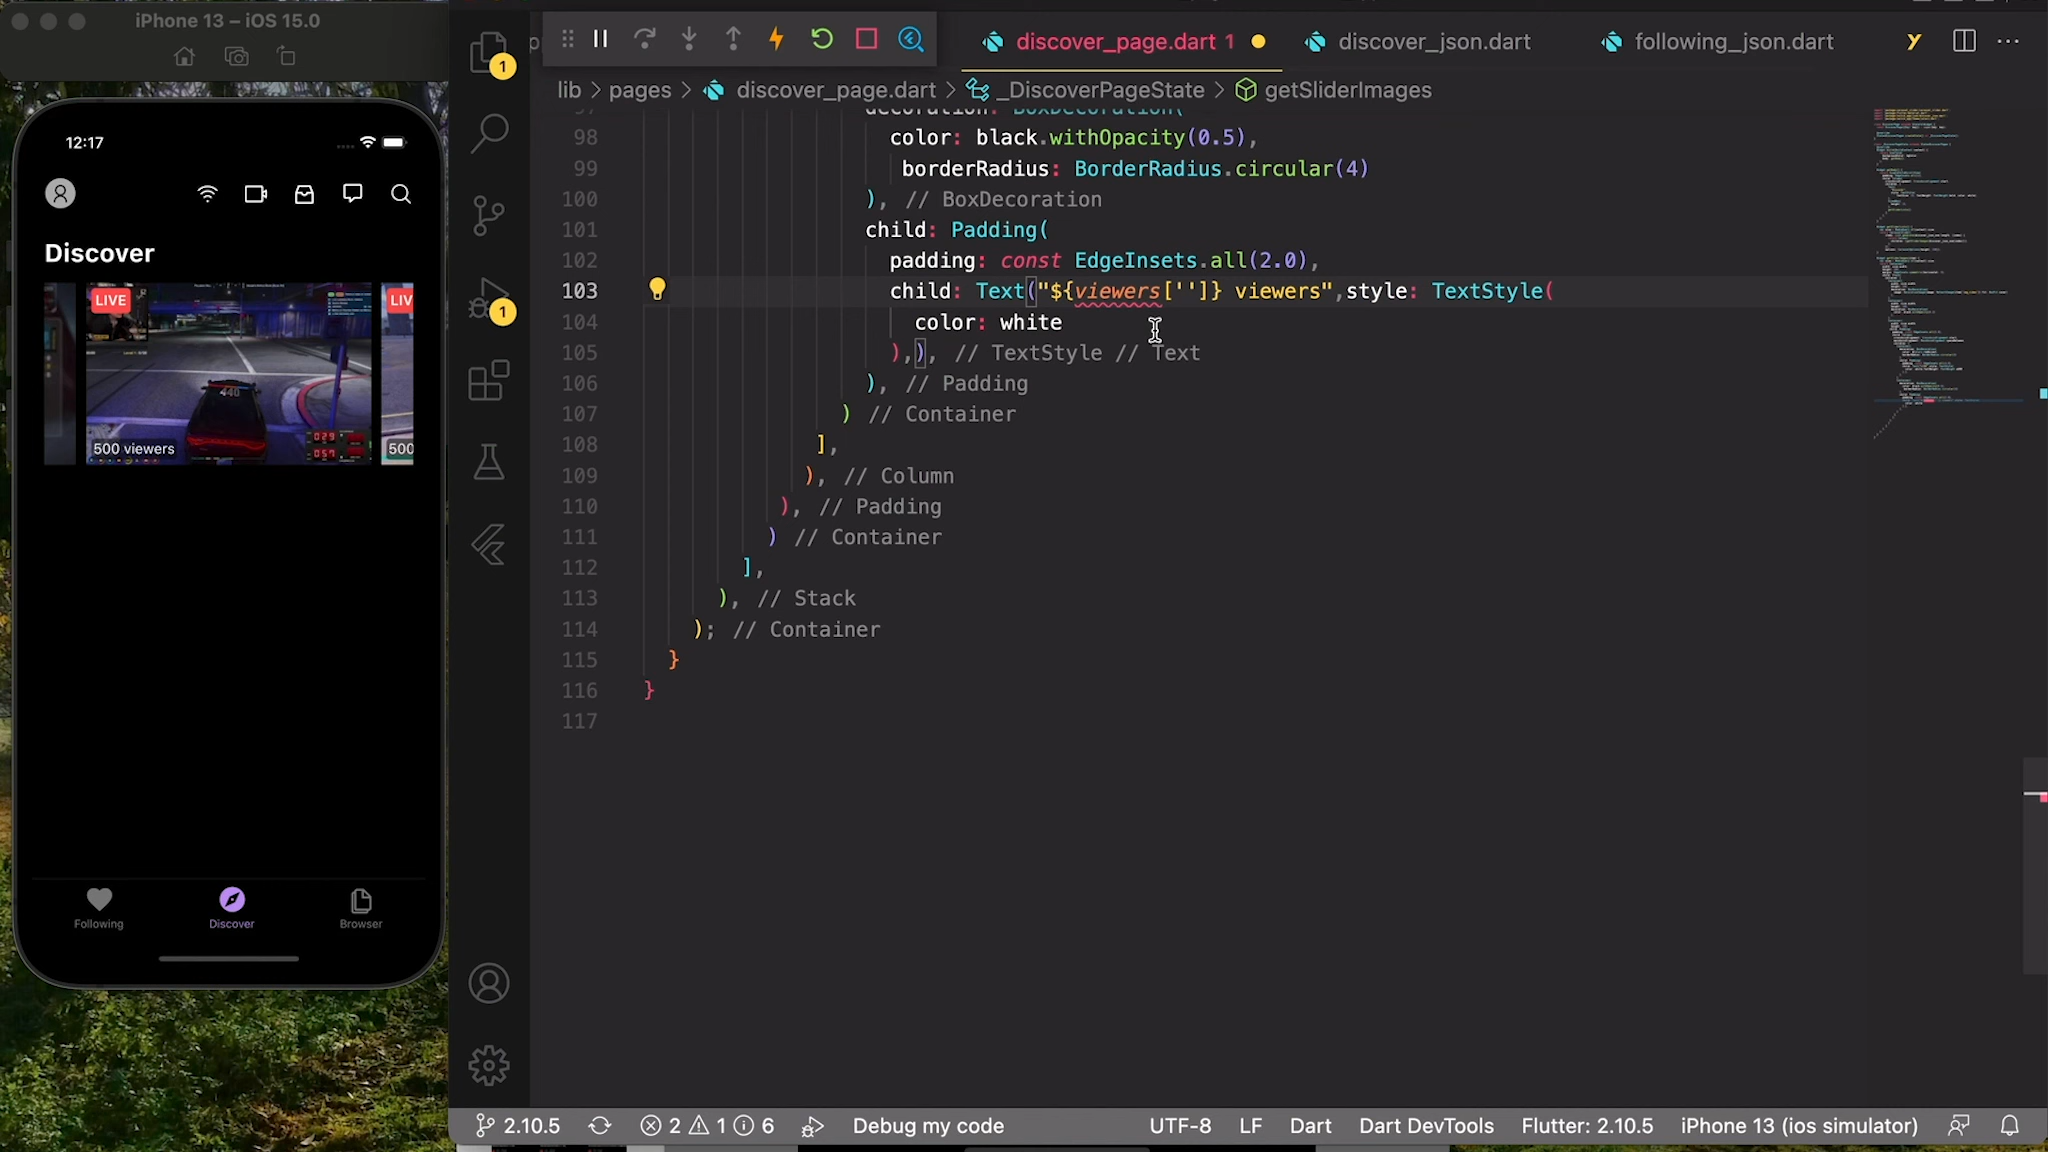 iPhone 13 – iOS 15.0
12:17
Discover
LIVE
LIV
500 viewers
500
Following
Discover
Browser
1
1
discover_page.dart 1
discover_json.dart
following_json.dart
lib > pages > discover_page.dart > _DiscoverPageState > getSliderImages
97 decoration: BoxDecoration(
98 color: black.withOpacity(0.5),
99 borderRadius: BorderRadius.circular(4)
100 ), // BoxDecoration
101 child: Padding(
102 padding: const EdgeInsets.all(2.0),
103 child: Text("${viewers['']} viewers",style: TextStyle(
104 color: white
105 ),), // TextStyle // Text
106 ), // Padding
107 ) // Container
108 ],
109 ), // Column
110 ), // Padding
111 ) // Container
112 ],
113 ), // Stack
114 ); // Container
115 }
116 }
117
2.10.5 2 1 6 Debug my code UTF-8 LF Dart Dart DevTools Flutter: 2.10.5 iPhone 13 (ios simulator)